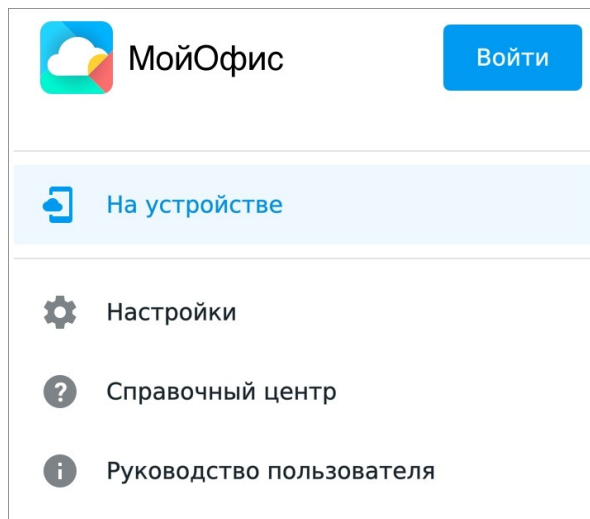 МойОфис
Войти
На устройстве
Настройки
Справочный центр
Руководство пользователя